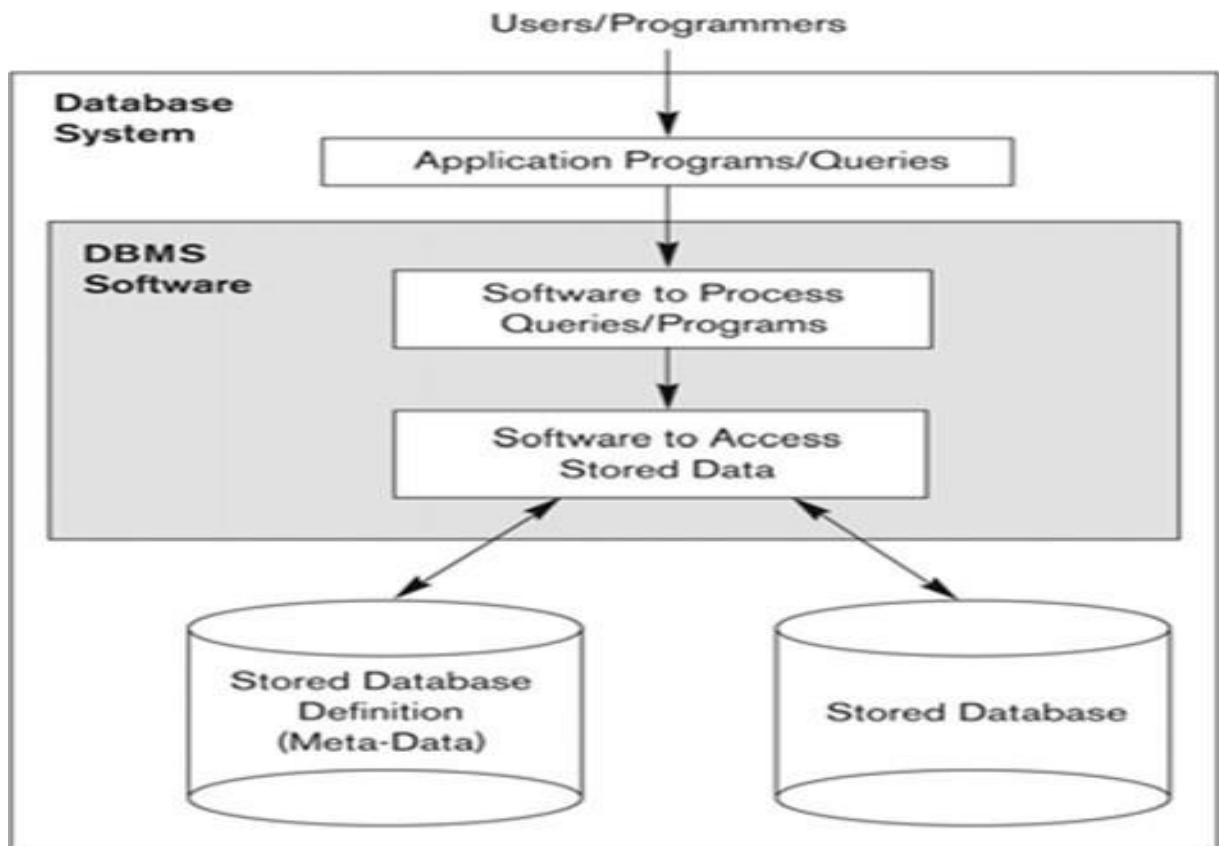 Users/Programmers
Database
System
Application Programs/Queries
DBMS
Software
Software to Process
Queries/Programs
Software to Access
Stored Data
Stored Database
Definition
(Meta-Data)
Stored Database